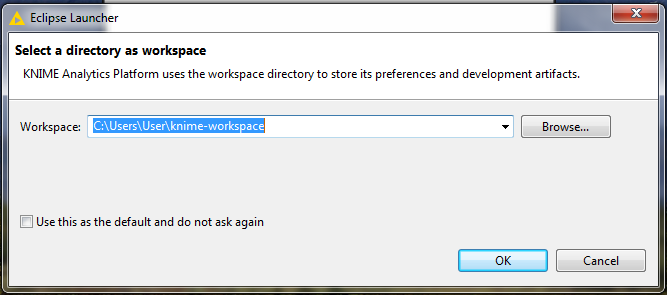 Eclipse Launcher
Select a directory as workspace
KNIME Analytics Platform uses the workspace directory to store its preferences and development artifacts.
Workspace: C:\Users\User\knime-workspace Browse...
Use this as the default and do not ask again
OK Cancel